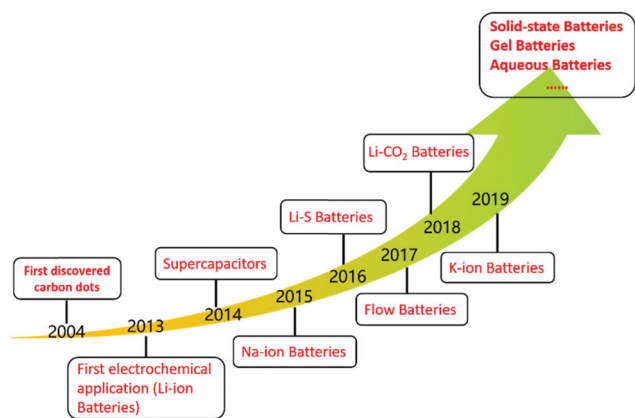 Solid-state Batteries
Gel Batteries
Aqueous Batteries
......
Li-CO₂ Batteries
2019
Li-S Batteries
2018
2017
K-ion Batteries
First discovered
carbon dots
Supercapacitors
2016
2015
Flow Batteries
2014
2013
2004
Na-ion Batteries
First electrochemical
application (Li-ion
Batteries)